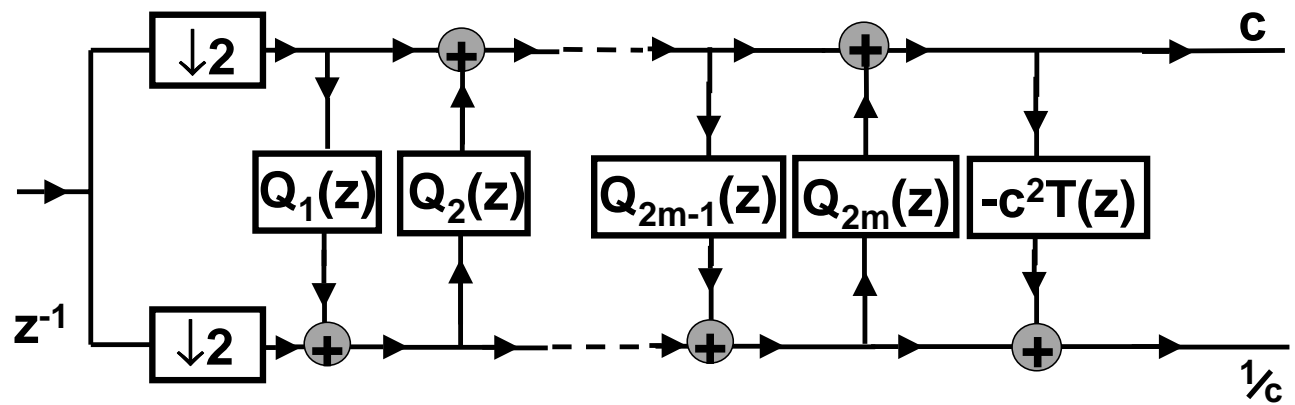 c
↓2
+ +
Q₁(z) Q₂(z) Q₂ₘ₋₁(z) Q₂ₘ(z) -c²T(z)
z⁻¹
↓2
+ + +
¹⁄c